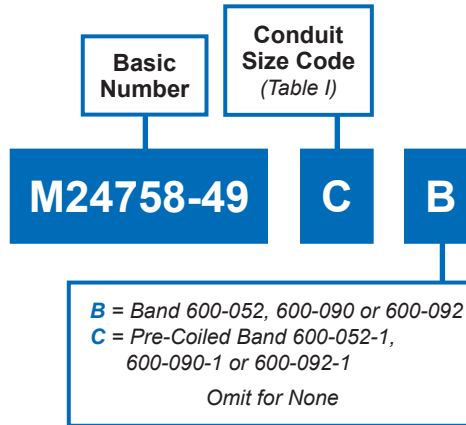 Basic
Number
Conduit
Size Code
(Table I)
M24758-49
C
B
B = Band 600-052, 600-090 or 600-092
C = Pre-Coiled Band 600-052-1,
600-090-1 or 600-092-1
Omit for None